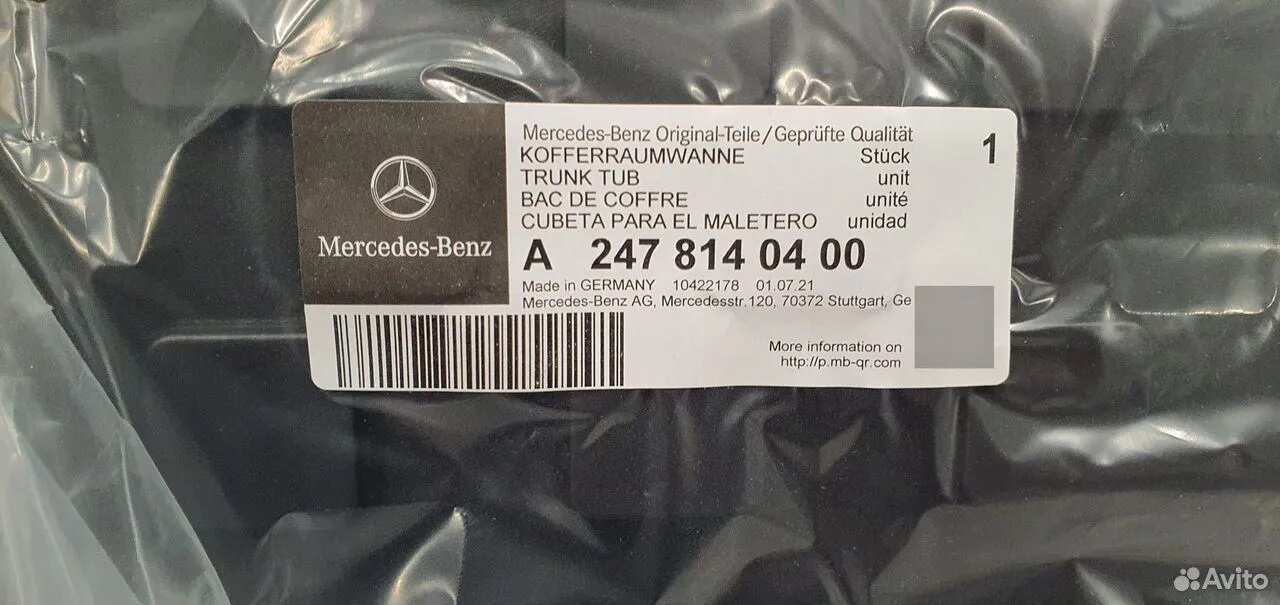 Mercedes-Benz
Mercedes-Benz Original-Teile/Geprüfte Qualität
KOFFERRAUMWANNE Stück 1
TRUNK TUB unit
BAC DE COFFRE unité
CUBETA PARA EL MALETERO unidad
A 247 814 04 00
Made in GERMANY 10422178 01.07.21
Mercedes-Benz AG, Mercedesstr.120, 70372 Stuttgart, Ge
More information on
http://p.mb-qr.com
Avito